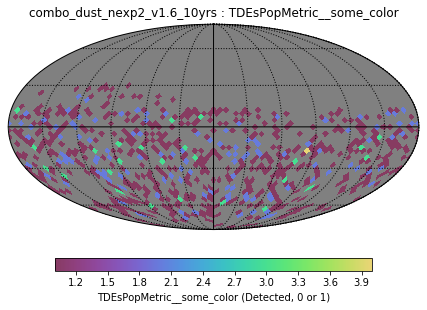 combo_dust_nexp2_v1.6_10yrs : TDEsPopMetric__some_color
1.2 1.5 1.8 2.1 2.4 2.7 3.0 3.3 3.6 3.9
TDEsPopMetric__some_color (Detected, 0 or 1)